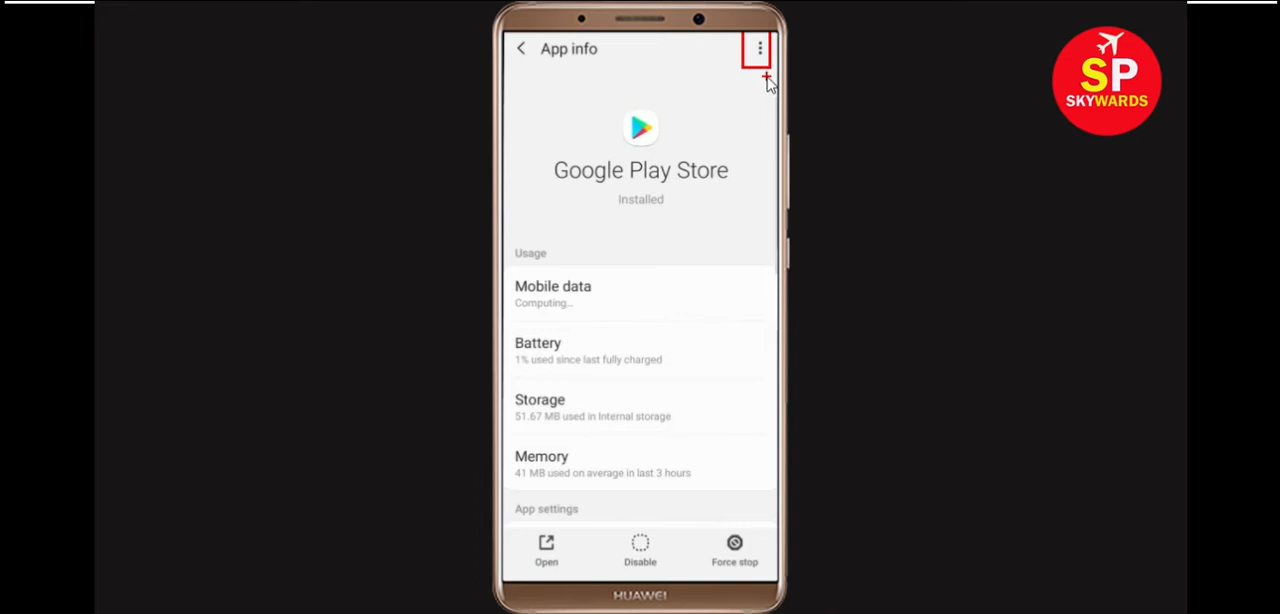 App info
SP
SKYWARDS
Google Play Store
Installed
Usage
Mobile data
Computing...
Battery
1% used since last fully charged
Storage
51.67 MB used in Internal storage
Memory
41 MB used on average in last 3 hours
App settings
Open
Disable
Force stop
HUAWEI